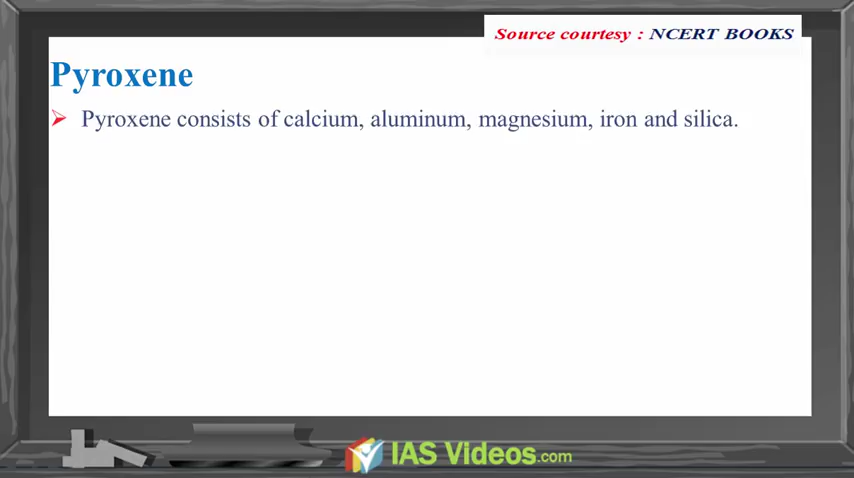 Source courtesy : NCERT BOOKS
Pyroxene
Pyroxene consists of calcium, aluminum, magnesium, iron and silica.
IAS Videos.com